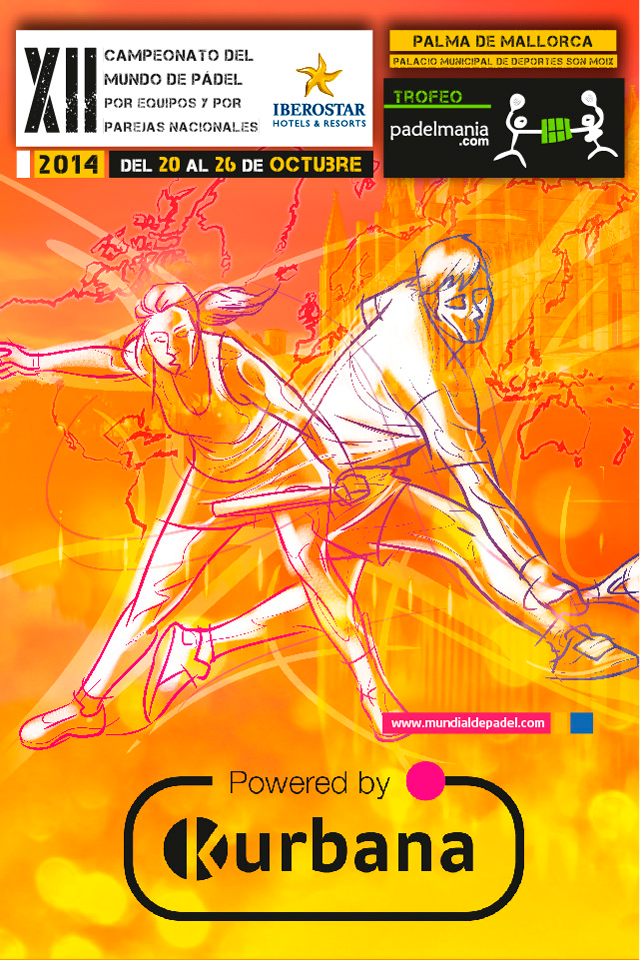 XII
CAMPEONATO DEL
MUNDO DE PÁDEL
POR EQUIPOS Y POR
PAREJAS NACIONALES
IBEROSTAR
HOTELS & RESORTS
2014
DEL 20 AL 26 DE OCTUBRE
PALMA DE MALLORCA
PALACIO MUNICIPAL DE DEPORTES SON MOIX
TROFEO
padelmania
.com
www.mundialdepadel.com
Powered by
Kurbana